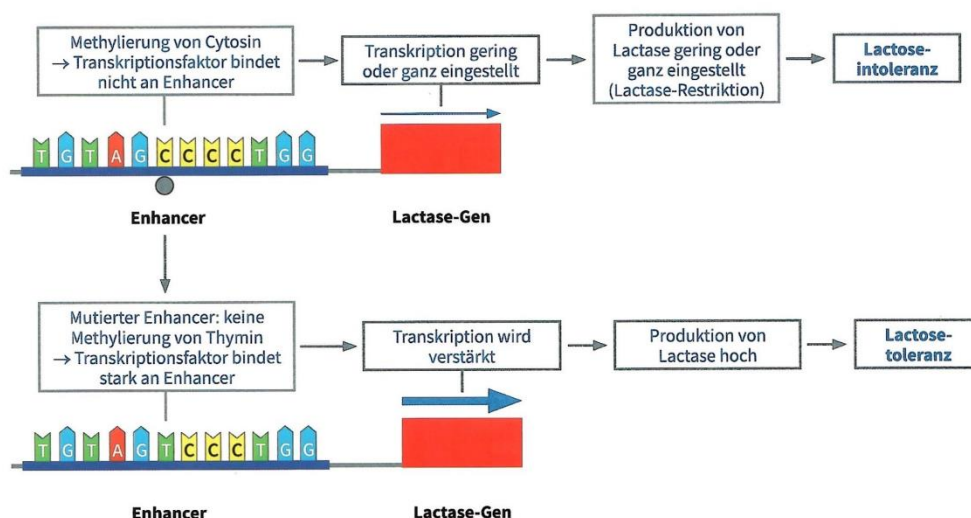 Methylierung von Cytosin
→ Transkriptionsfaktor bindet
nicht an Enhancer
Transkription gering
oder ganz eingestellt
Produktion von
Lactase gering oder
ganz eingestellt
(Lactase-Restriktion)
Lactose-
intoleranz
T G T A G C C C C T G G
Enhancer
Lactase-Gen
Mutierter Enhancer: keine
Methylierung von Thymin
→ Transkriptionsfaktor bindet
stark an Enhancer
Transkription wird
verstärkt
Produktion von
Lactase hoch
Lactose-
toleranz
T G T A G T C C C T G G
Enhancer
Lactase-Gen